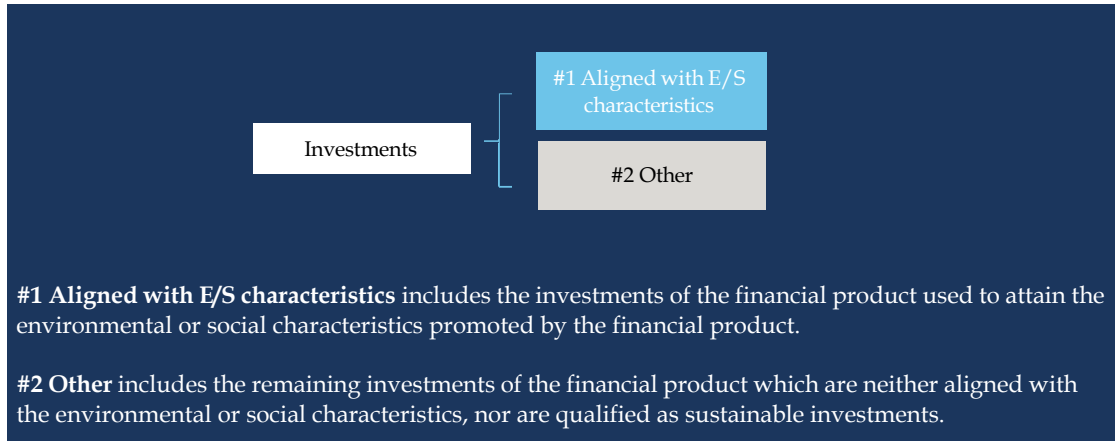 #1 Aligned with E/S
characteristics
Investments
#2 Other
#1 Aligned with E/S characteristics includes the investments of the financial product used to attain the
environmental or social characteristics promoted by the financial product.
#2 Other includes the remaining investments of the financial product which are neither aligned with
the environmental or social characteristics, nor are qualified as sustainable investments.